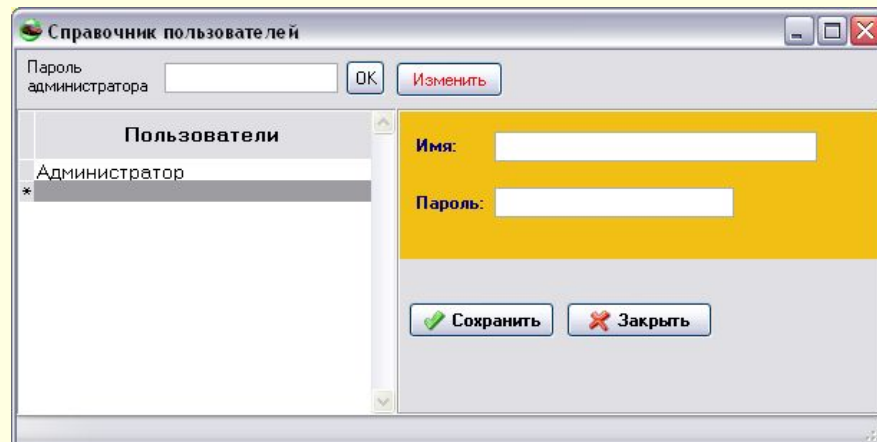 Справочник пользователей
Пароль
администратора
OK
Изменить
Пользователи
Администратор
*
Имя:
Пароль:
Сохранить
Закрыть